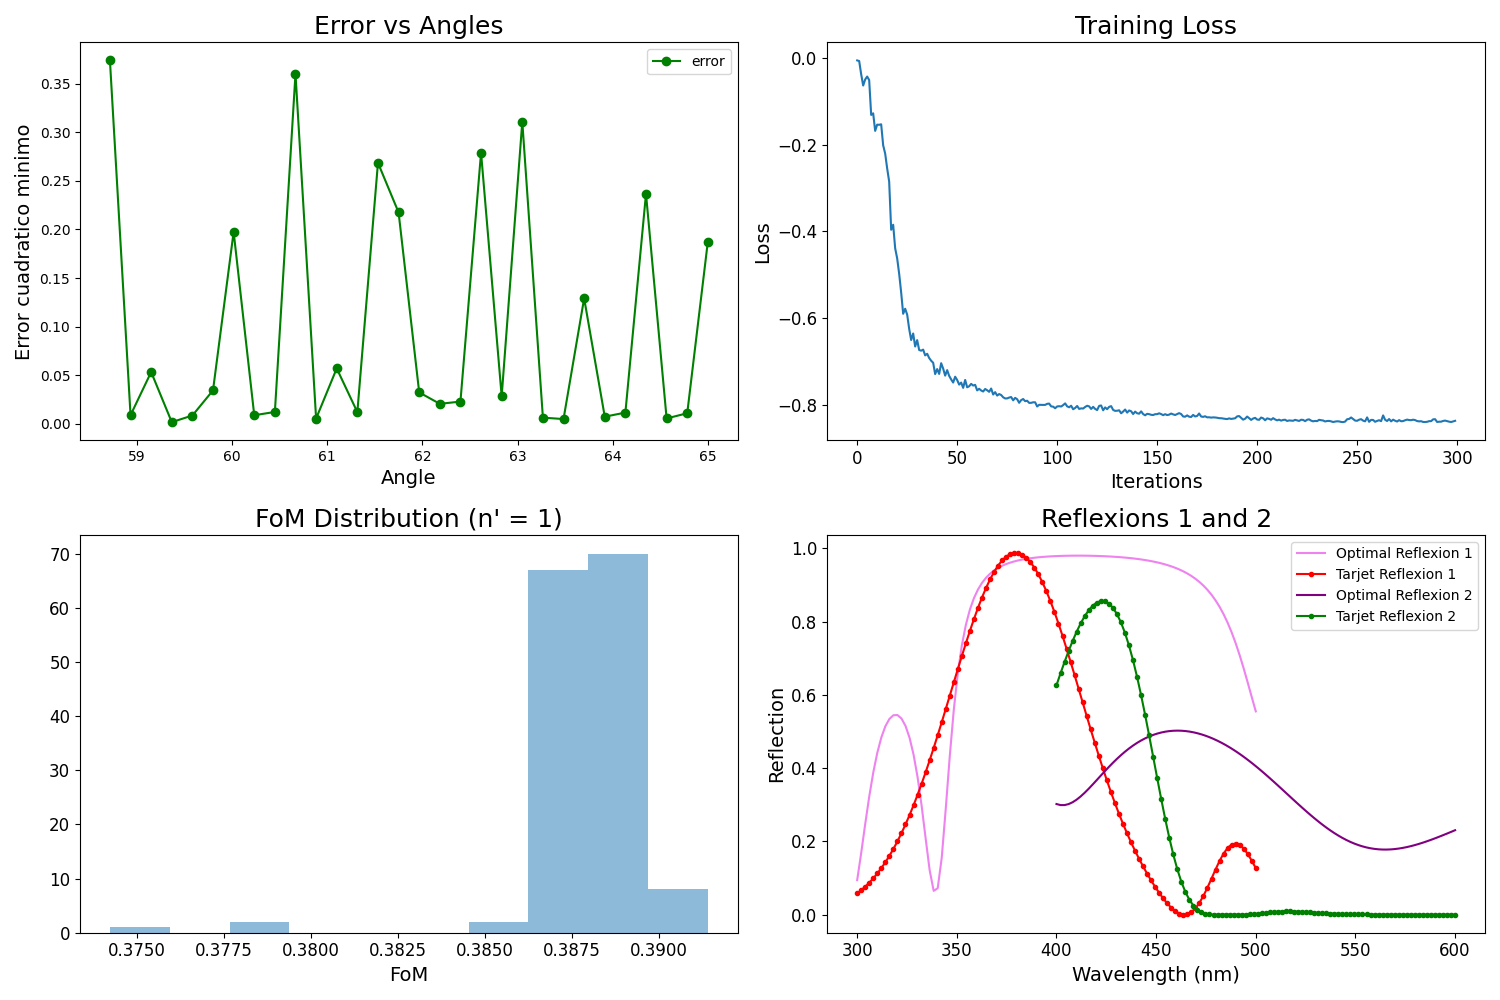 Error vs Angles
error
Error cuadratico minimo
0.35
0.30
0.25
0.20
0.15
0.10
0.05
0.00
59 60 61 62 63 64 65
Angle
Training Loss
Loss
0.0
−0.2
−0.4
−0.6
−0.8
0 50 100 150 200 250 300
Iterations
FoM Distribution (n' = 1)
70
60
50
40
30
20
10
0
0.3750 0.3775 0.3800 0.3825 0.3850 0.3875 0.3900
FoM
Reflexions 1 and 2
Optimal Reflexion 1
Tarjet Reflexion 1
Optimal Reflexion 2
Tarjet Reflexion 2
Reflection
1.0
0.8
0.6
0.4
0.2
0.0
300 350 400 450 500 550 600
Wavelength (nm)